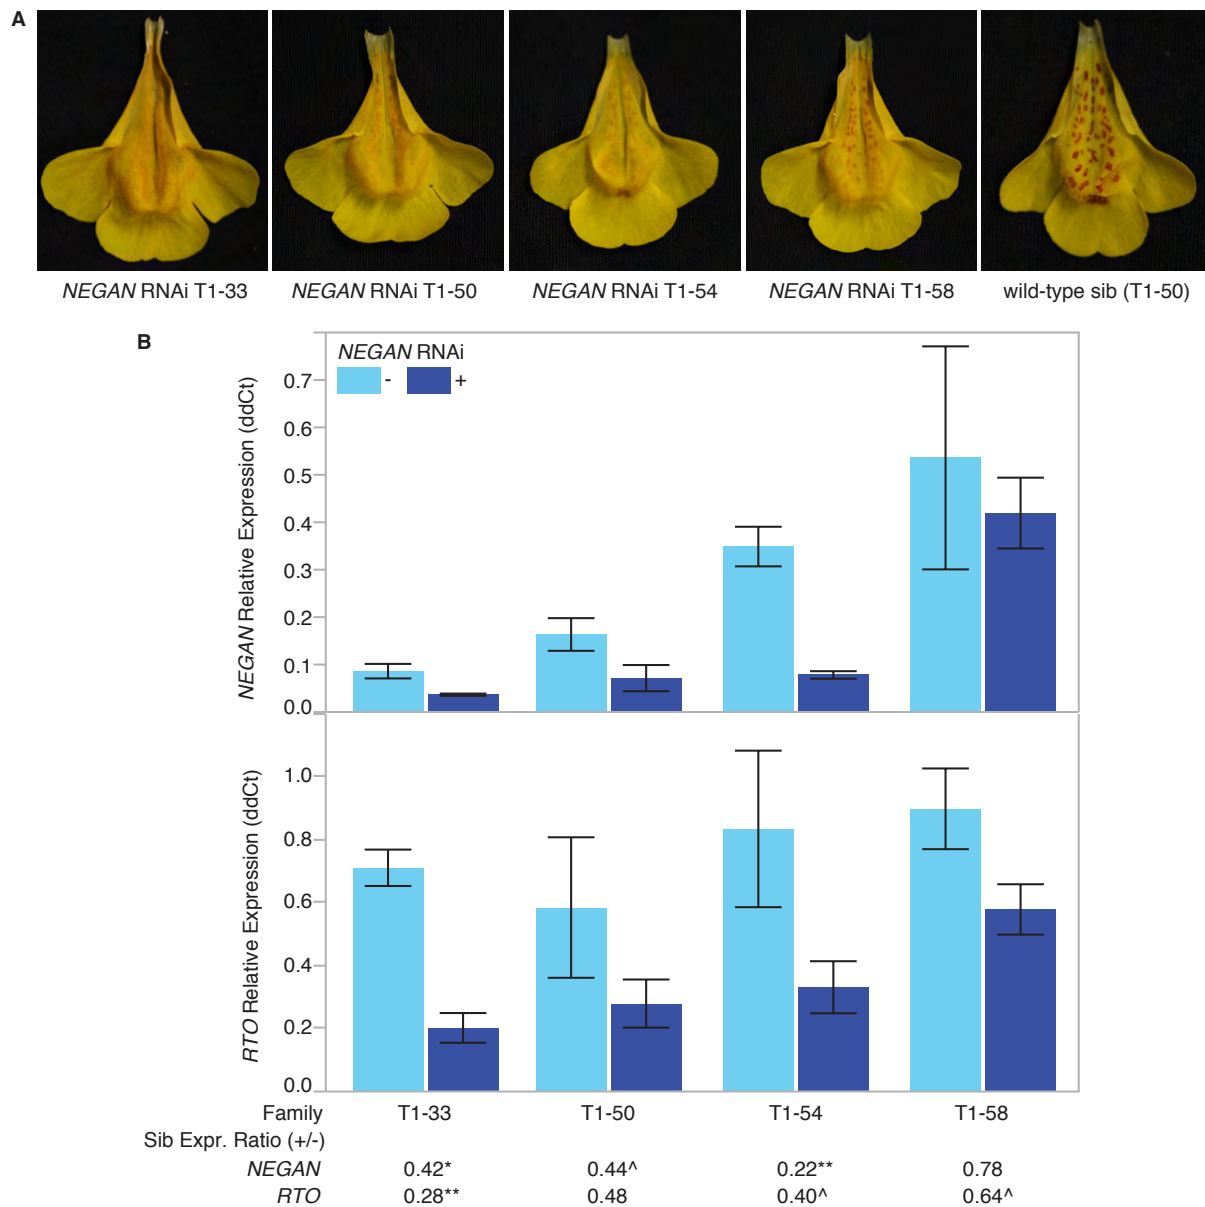 A
NEGAN RNAi T1-33
NEGAN RNAi T1-50
NEGAN RNAi T1-54
NEGAN RNAi T1-58
wild-type sib (T1-50)
B
NEGAN RNAi
- +
NEGAN Relative Expression (ddCt)
0.7
0.6
0.5
0.4
0.3
0.2
0.1
0.0
RTO Relative Expression (ddCt)
1.0
0.8
0.6
0.4
0.2
0.0
Family T1-33 T1-50 T1-54 T1-58
Sib Expr. Ratio (+/-)
NEGAN 0.42* 0.44^ 0.22** 0.78
RTO 0.28** 0.48 0.40^ 0.64^